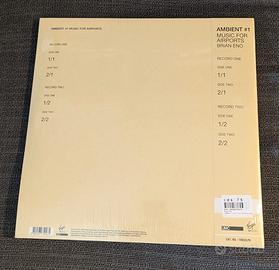 AMBIENT #1 MUSIC FOR AIRPORTS
RECORD ONE
SIDE ONE
1/1
SIDE TWO
2/1
RECORD TWO
SIDE ONE
1/2
SIDE TWO
2/2
AMBIENT #1
MUSIC FOR
AIRPORTS
BRIAN ENO
RECORD ONE
SIDE ONE
1/1
SIDE TWO
2/1
RECORD TWO
SIDE ONE
1/2
SIDE TWO
2/2